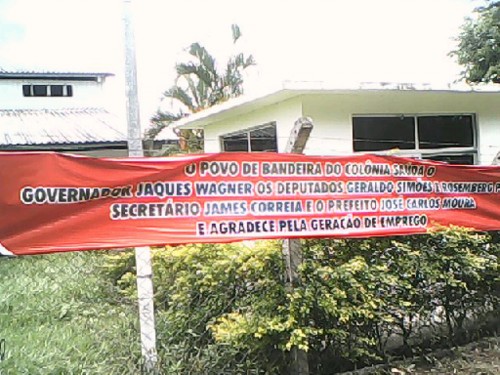 O POVO DE BANDEIRA DO COLÔNIA SAUDA O
GOVERNADOR JAQUES WAGNER OS DEPUTADOS GERALDO SIMÕES E ROSEMBERG P
SECRETÁRIO JAMES CORREIA E O PREFEITO JOSÉ CARLOS MOURA
E AGRADECE PELA GERAÇÃO DE EMPREGO